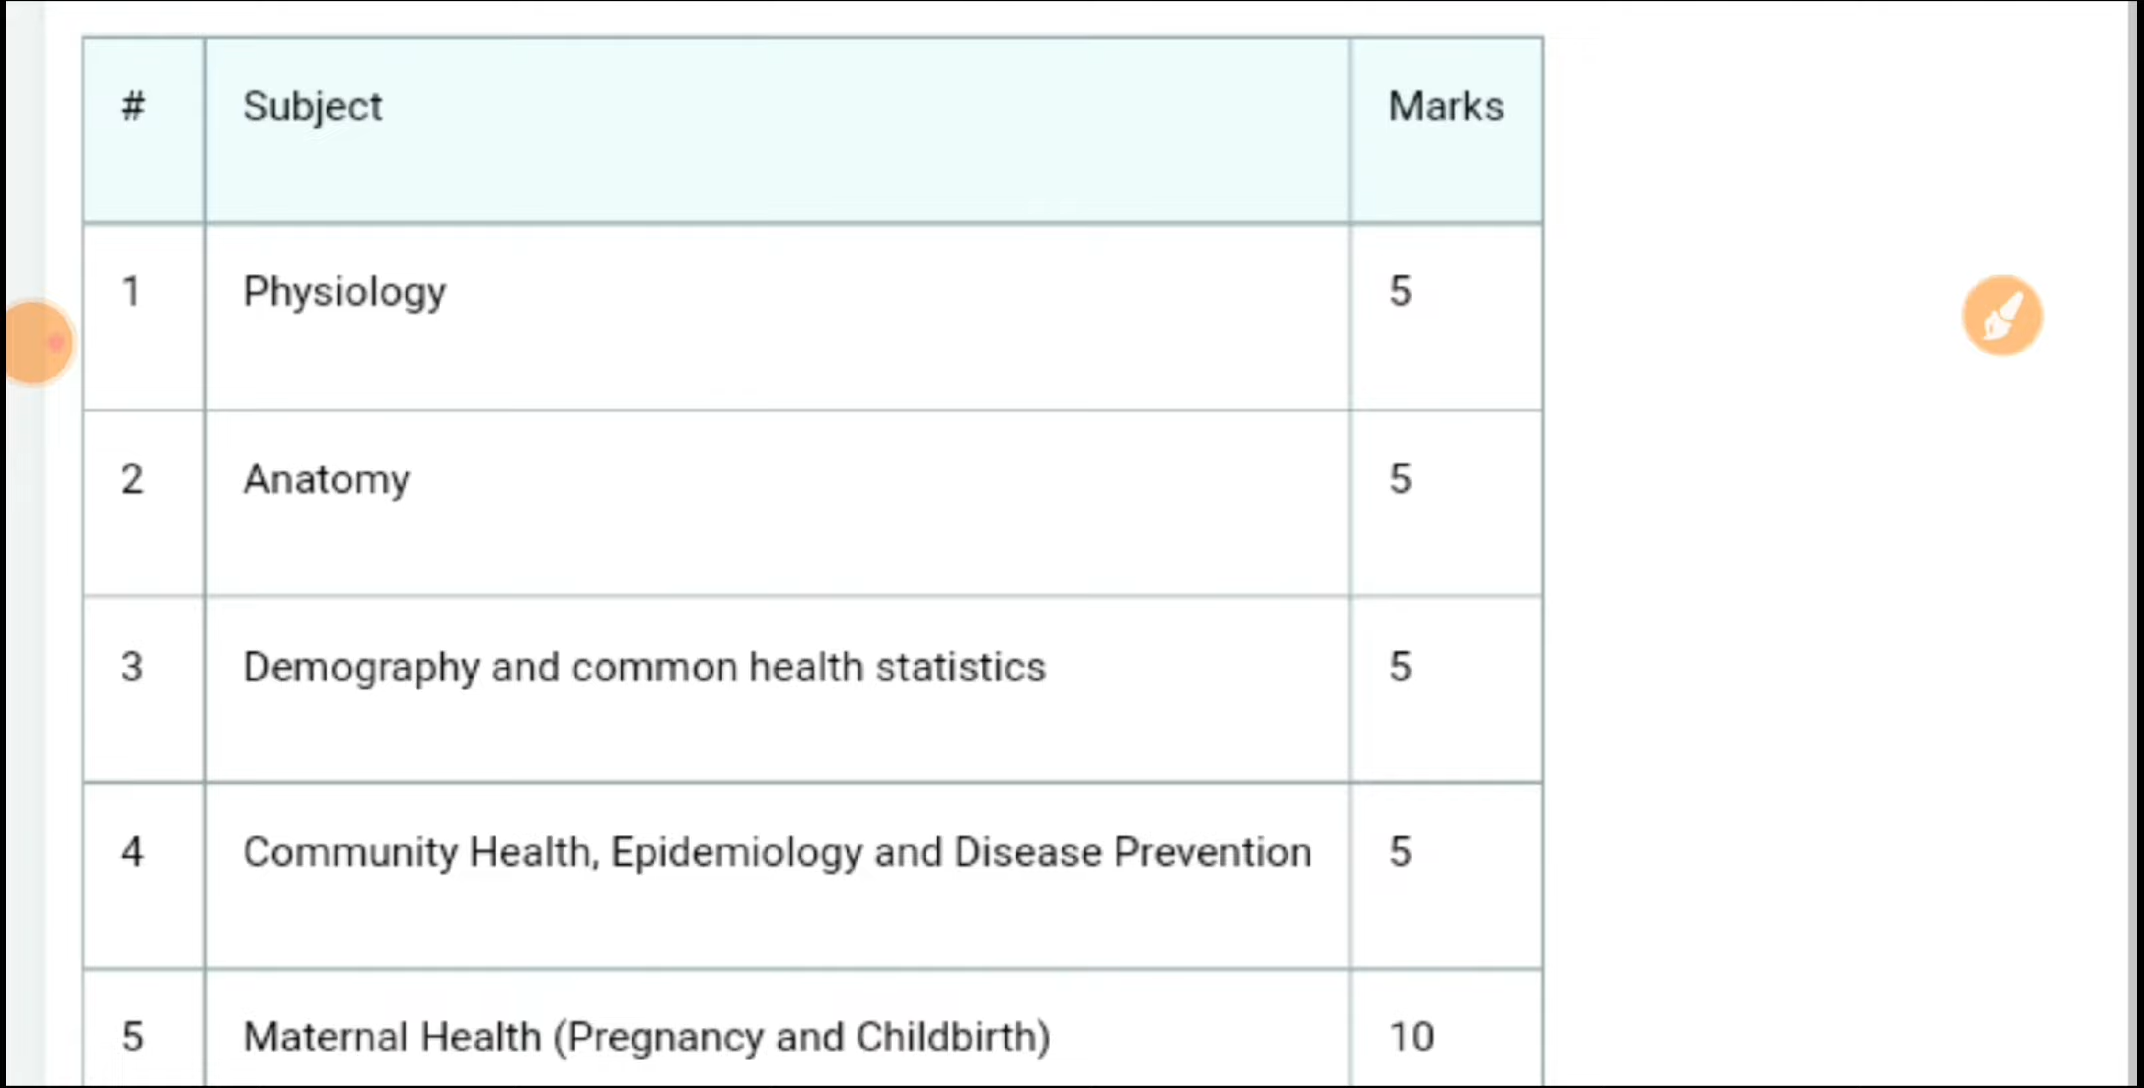 # Subject Marks
1 Physiology 5
2 Anatomy 5
3 Demography and common health statistics 5
4 Community Health, Epidemiology and Disease Prevention 5
5 Maternal Health (Pregnancy and Childbirth) 10